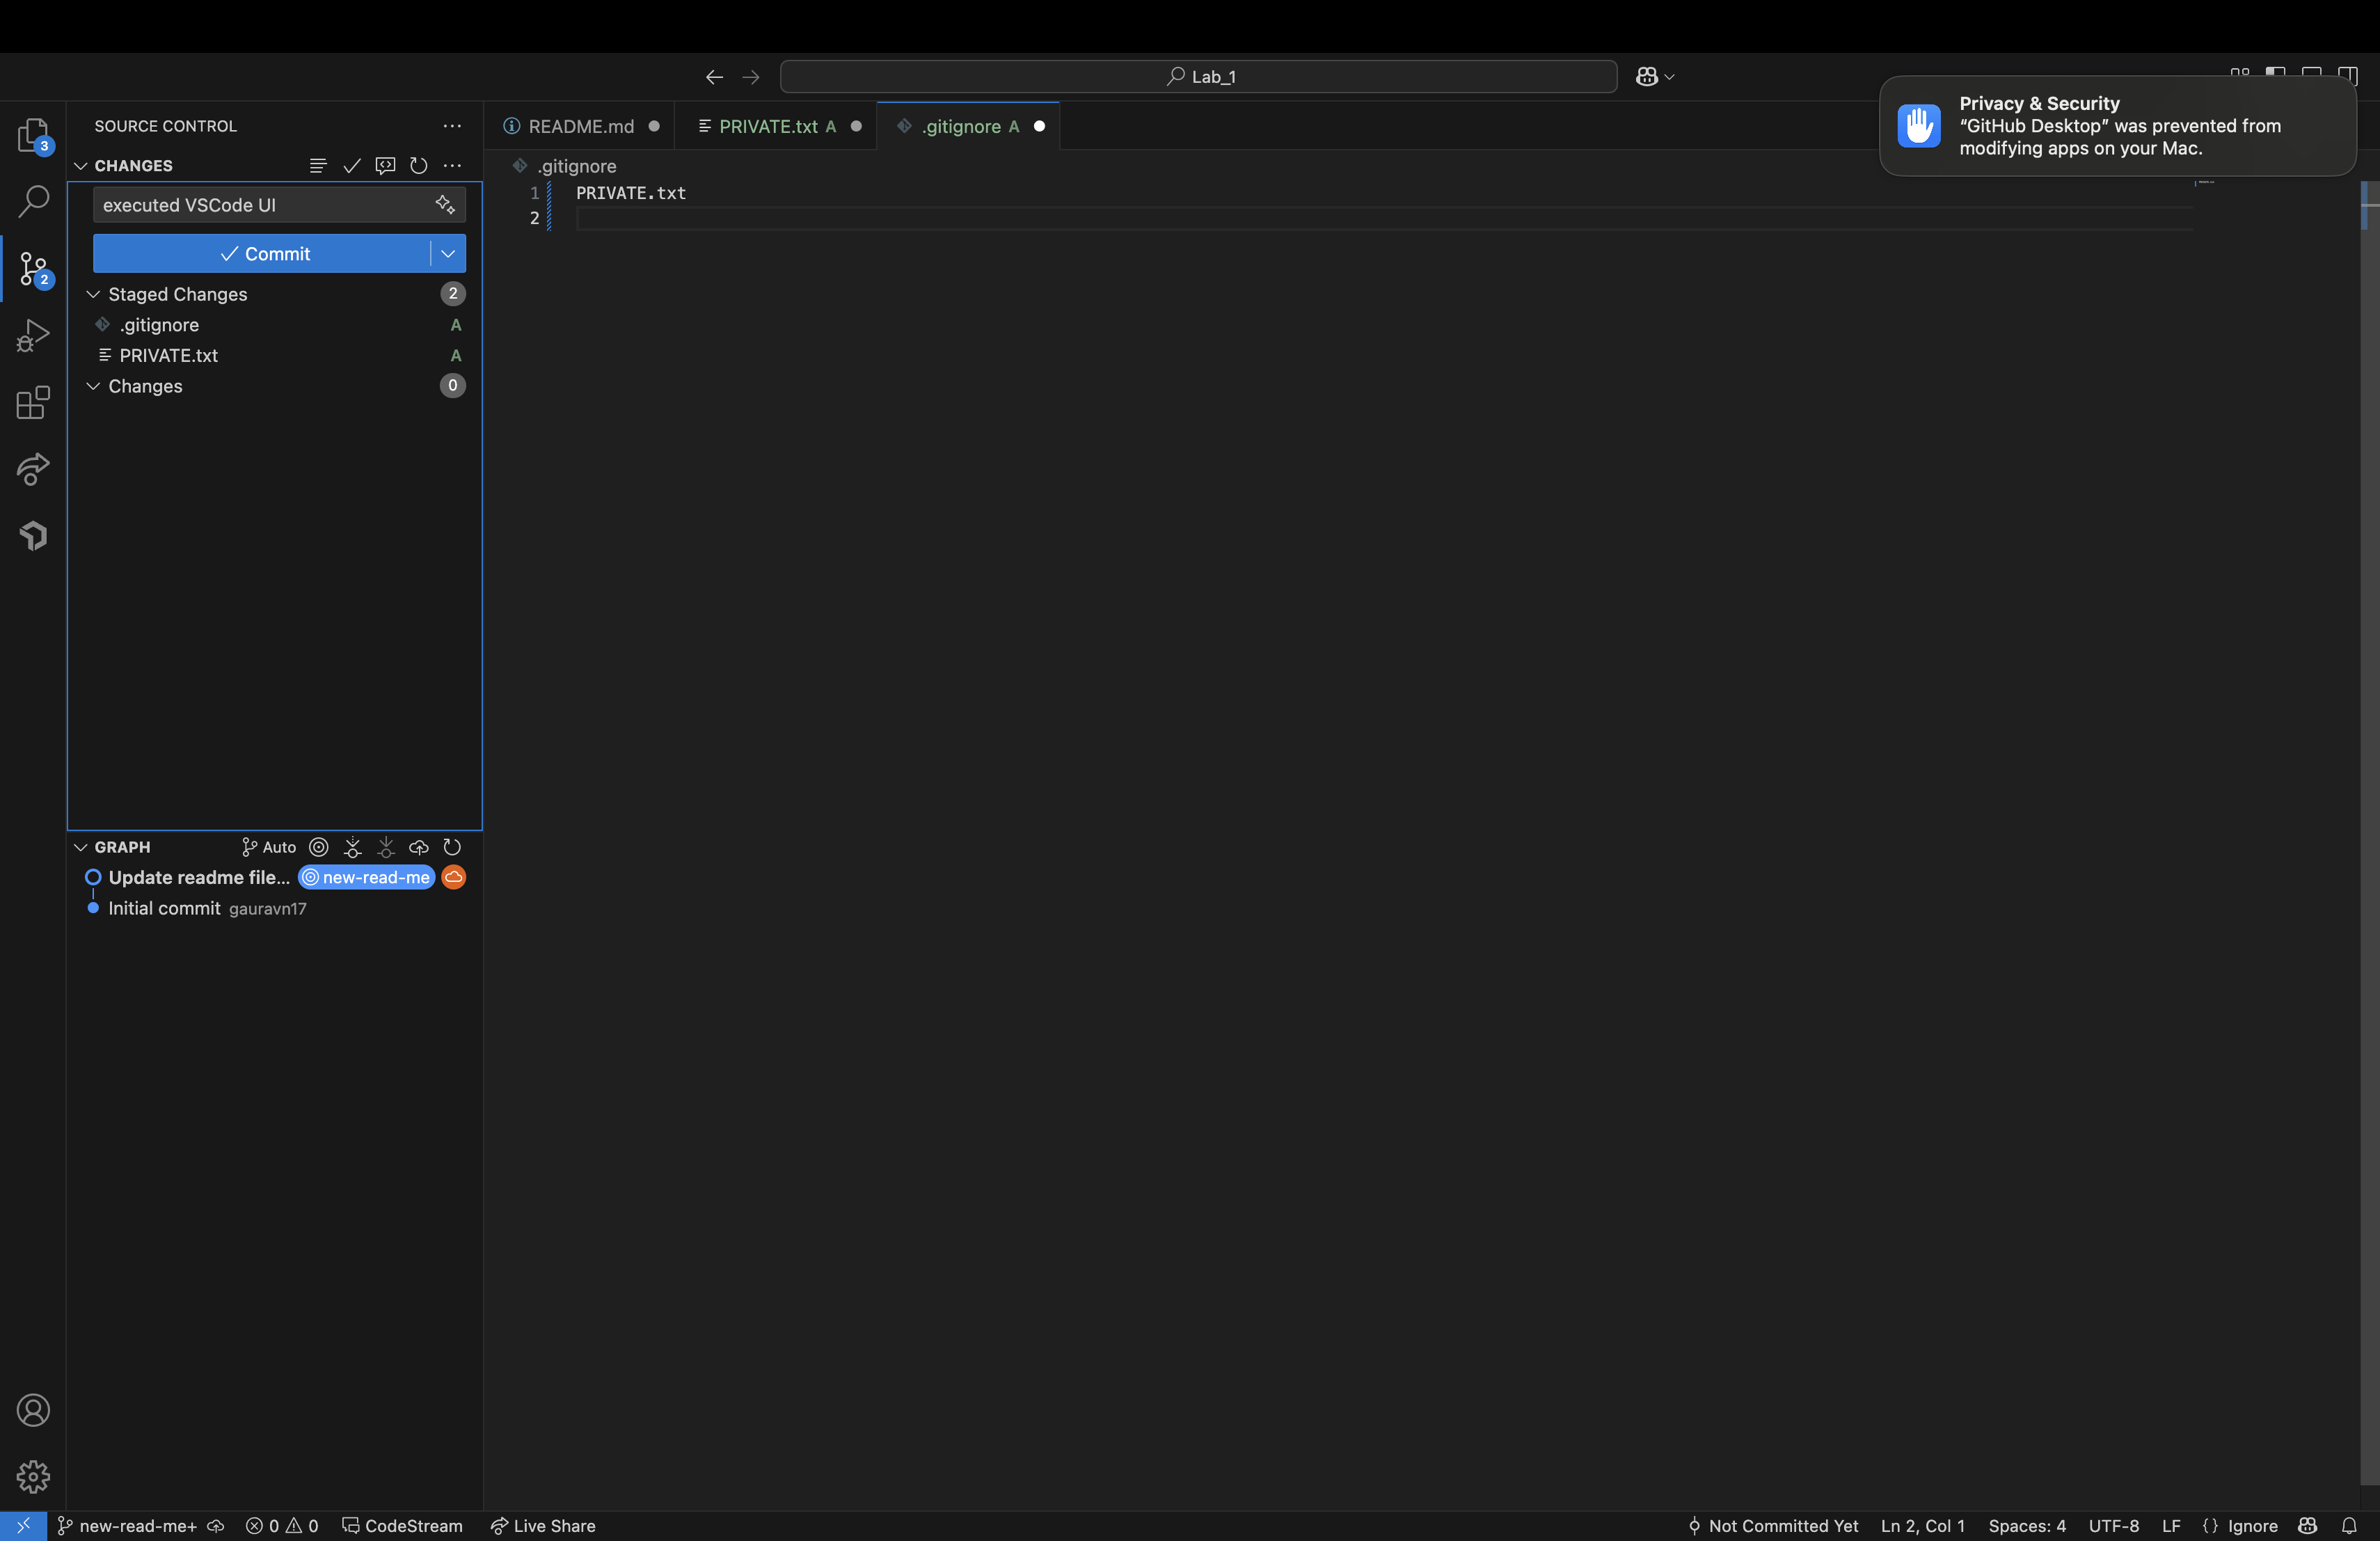 Lab_1
Privacy & Security
“GitHub Desktop” was prevented from
modifying apps on your Mac.
SOURCE CONTROL
README.md
PRIVATE.txt A
.gitignore A
CHANGES
.gitignore
executed VSCode UI
1 PRIVATE.txt
2
Commit
Staged Changes 2
.gitignore A
PRIVATE.txt A
Changes 0
3
2
GRAPH Auto
Update readme file... new-read-me
Initial commit gauravn17
new-read-me+ 0 0 CodeStream Live Share
Not Committed Yet Ln 2, Col 1 Spaces: 4 UTF-8 LF {} Ignore